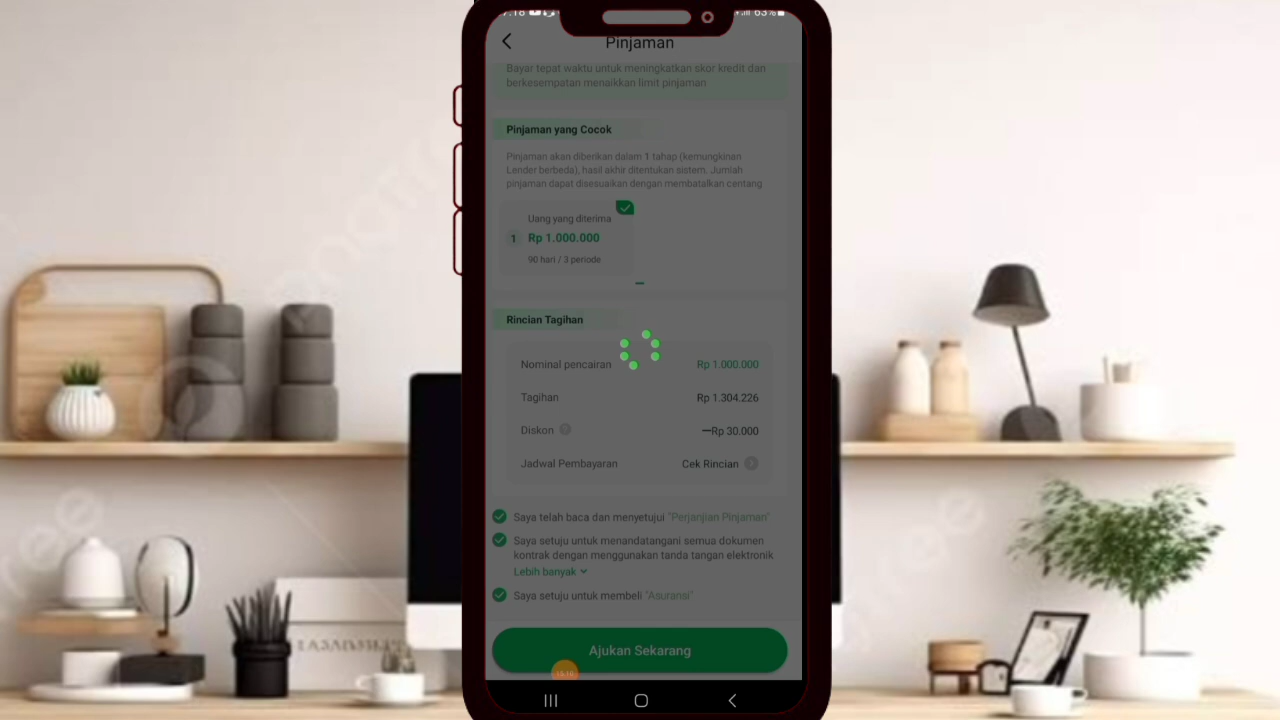 63%
Pinjaman
Bayar tepat waktu untuk meningkatkan skor kredit dan
berkesempatan menaikkan limit pinjaman
Pinjaman yang Cocok
Pinjaman akan diberikan dalam 1 tahap (kemungkinan
Lender berbeda), hasil akhir ditentukan sistem. Jumlah
pinjaman dapat disesuaikan dengan membatalkan centang
Uang yang diterima
1 Rp 1.000.000
90 hari / 3 periode
Rincian Tagihan
Nominal pencairan Rp 1.000.000
Tagihan Rp 1.304.226
Diskon ? —Rp 30.000
Jadwal Pembayaran Cek Rincian
Saya telah baca dan menyetujui "Perjanjian Pinjaman"
Saya setuju untuk menandatangani semua dokumen
kontrak dengan menggunakan tanda tangan elektronik
Lebih banyak
Saya setuju untuk membeli "Asuransi"
Ajukan Sekarang